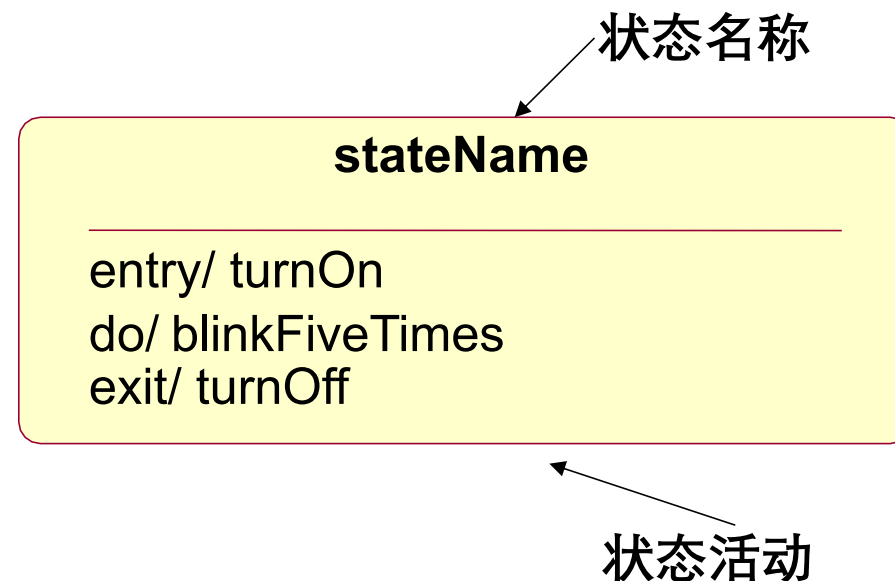 状态名称
stateName
entry/ turnOn
do/ blinkFiveTimes
exit/ turnOff
状态活动